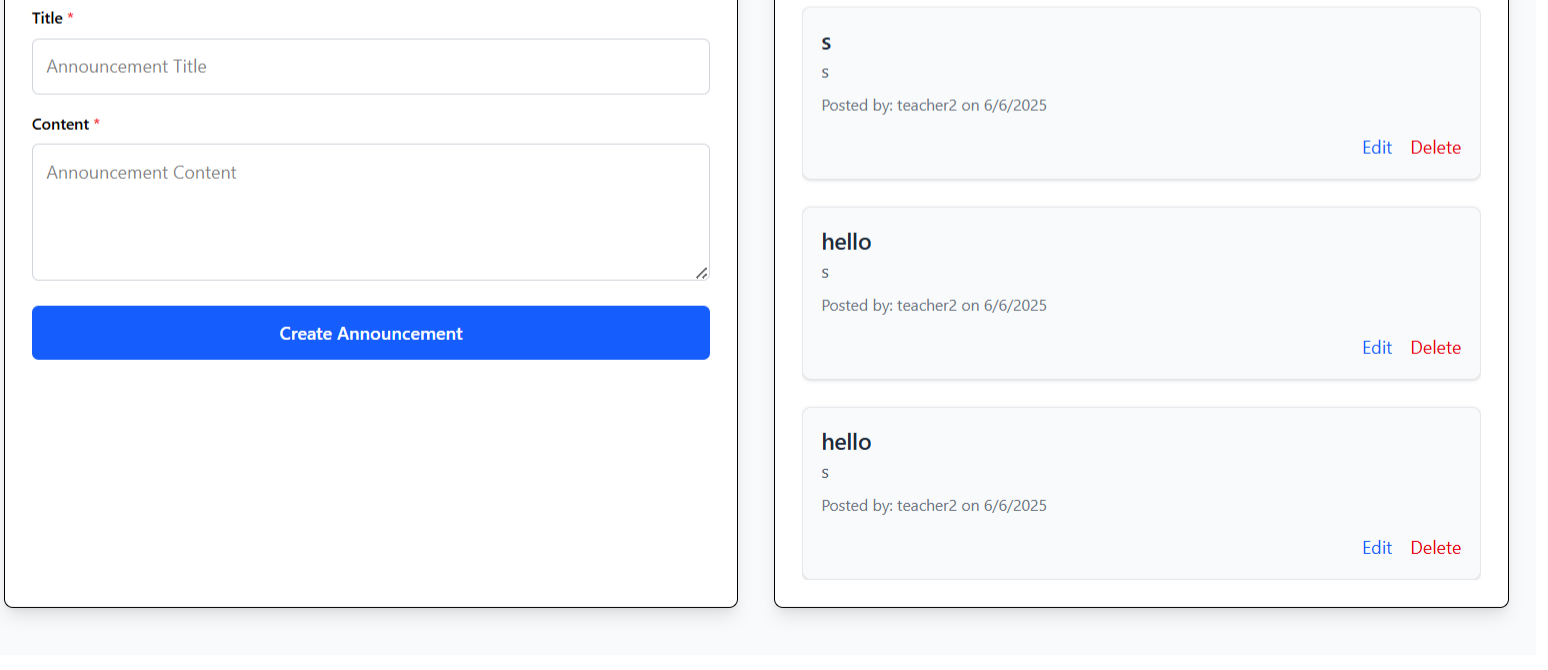 Title *
Announcement Title
Content *
Announcement Content
Create Announcement
s
s
Posted by: teacher2 on 6/6/2025
Edit Delete
hello
s
Posted by: teacher2 on 6/6/2025
Edit Delete
hello
s
Posted by: teacher2 on 6/6/2025
Edit Delete